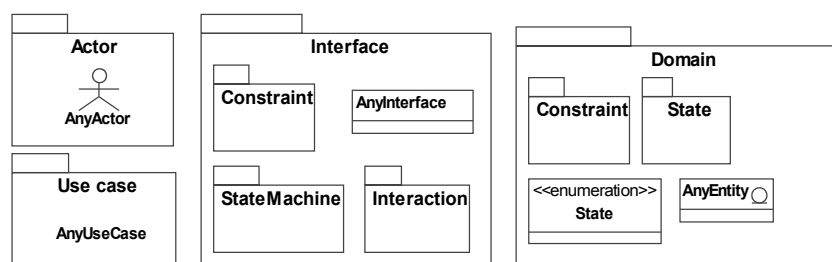 Actor
AnyActor
Use case
AnyUseCase
Interface
Constraint
AnyInterface
StateMachine
Interaction
Domain
Constraint
State
<<enumeration>>
State
AnyEntity